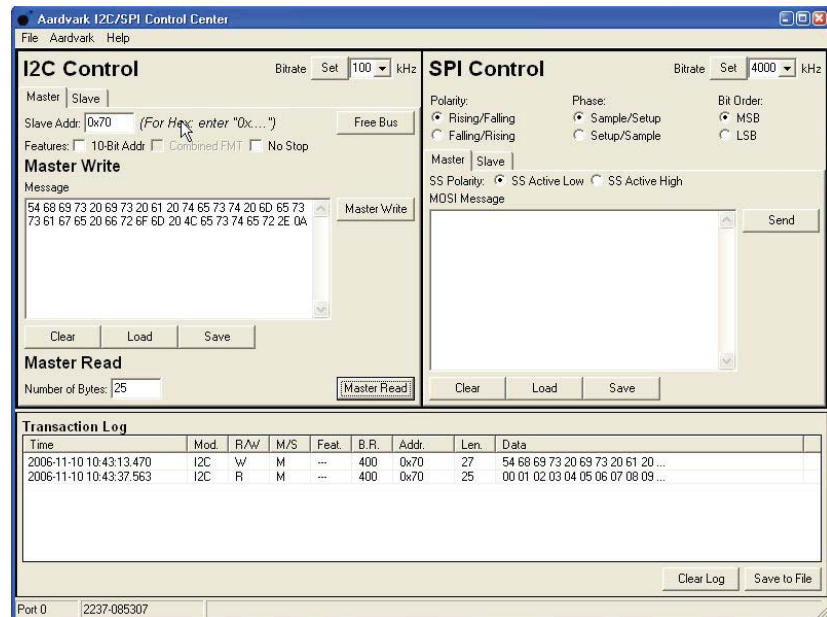 Aardvark I2C/SPI Control Center
File Aardvark Help
I2C Control
Bitrate Set 100 kHz
Master Slave
Slave Addr: 0x70 (For Hex, enter "0x....") Free Bus
Features: 10-Bit Addr Combined FMT No Stop
Master Write
Message
54 68 69 73 20 69 73 20 61 20 74 65 73 74 20 6D 65 73
73 61 67 65 20 66 72 6F 6D 20 4C 65 73 74 65 72 2E 0A
Master Write
Clear Load Save
Master Read
Number of Bytes: 25 Master Read
SPI Control
Bitrate Set 4000 kHz
Polarity: Phase: Bit Order:
Rising/Falling Sample/Setup MSB
Falling/Rising Setup/Sample LSB
Master Slave
SS Polarity: SS Active Low SS Active High
MOSI Message
Send
Clear Load Save
Transaction Log
Time Mod. R/W M/S Feat. B.R. Addr. Len. Data
2006-11-10 10:43:13.470 I2C W M --- 400 0x70 27 54 68 69 73 20 69 73 20 61 20 ...
2006-11-10 10:43:37.563 I2C R M --- 400 0x70 25 00 01 02 03 04 05 06 07 08 09 ...
Clear Log Save to File
Port 0 2237-085307